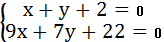 x + y + 2 = 0
9x + 7y + 22 = 0